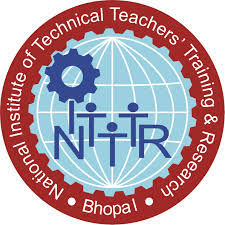 National Institute of Technical Teachers' Training & Research
Bhopal
NITTTR